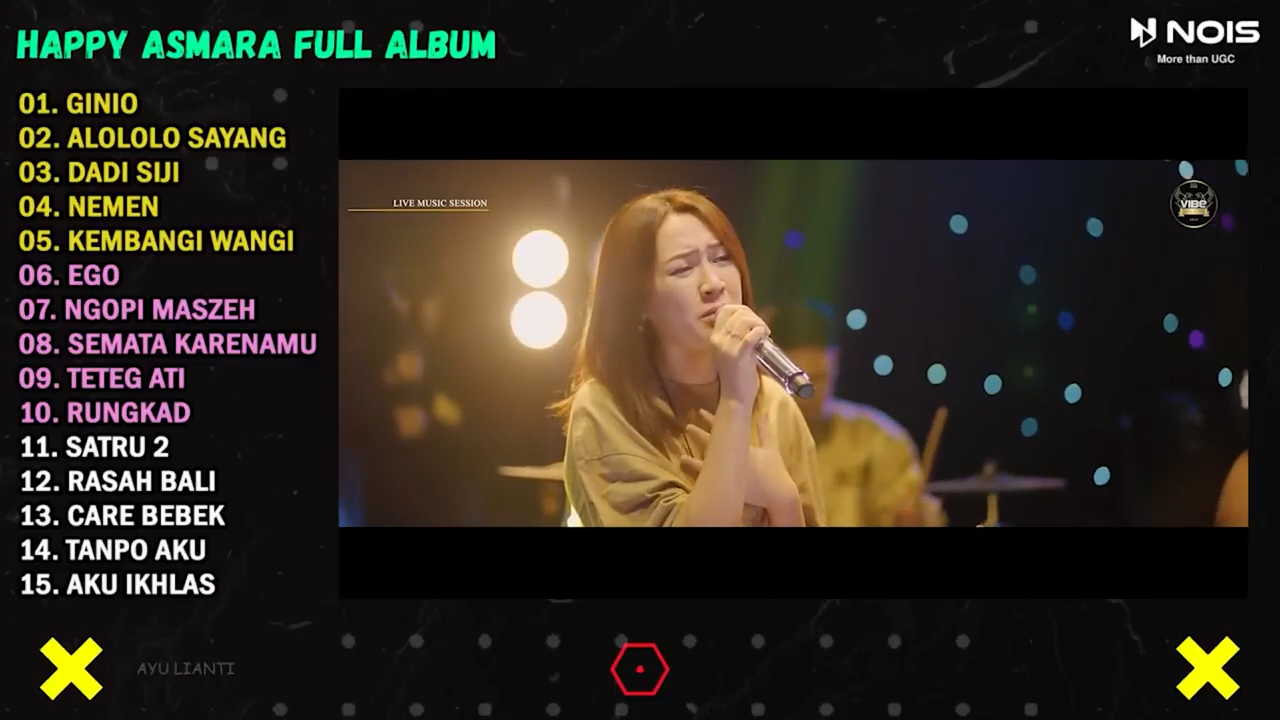 HAPPY ASMARA FULL ALBUM
NOIS
More than UGC
01. GINIO
02. ALOLOLO SAYANG
03. DADI SIJI
04. NEMEN
05. KEMBANGI WANGI
06. EGO
07. NGOPI MASZEH
08. SEMATA KARENAMU
09. TETEG ATI
10. RUNGKAD
11. SATRU 2
12. RASAH BALI
13. CARE BEBEK
14. TANPO AKU
15. AKU IKHLAS
LIVE MUSIC SESSION
VIBE
AYU LIANTI